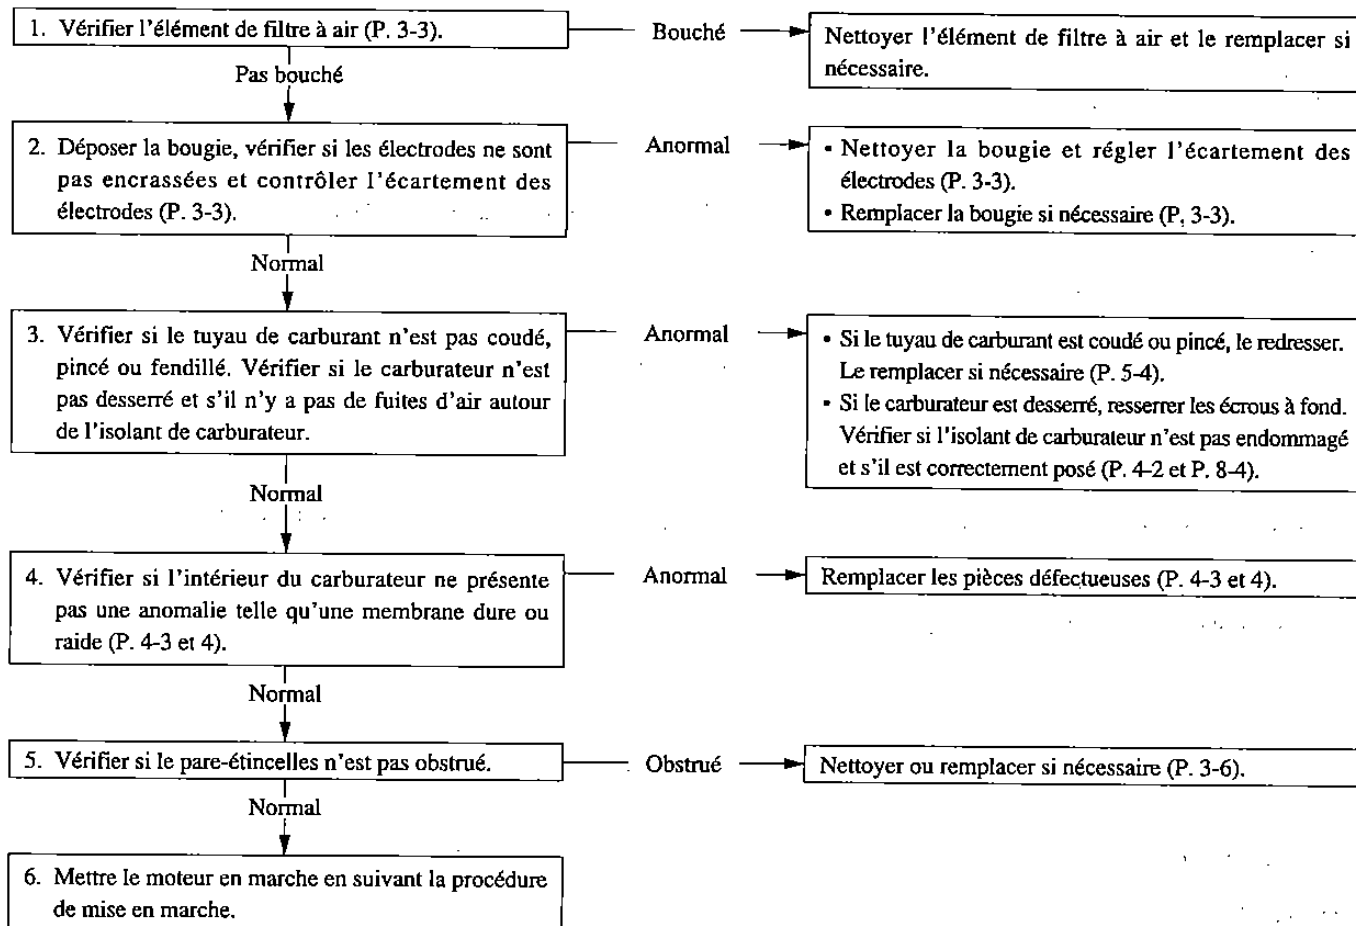 1. Vérifier l'élément de filtre à air (P. 3-3).
Bouché
Nettoyer l'élément de filtre à air et le remplacer si
nécessaire.
Pas bouché
2. Déposer la bougie, vérifier si les électrodes ne sont
pas encrassées et contrôler l'écartement des
électrodes (P. 3-3).
Anormal
• Nettoyer la bougie et régler l'écartement des
électrodes (P. 3-3).
• Remplacer la bougie si nécessaire (P. 3-3).
Normal
3. Vérifier si le tuyau de carburant n'est pas coudé,
pincé ou fendillé. Vérifier si le carburateur n'est
pas desserré et s'il n'y a pas de fuites d'air autour
de l'isolant de carburateur.
Anormal
• Si le tuyau de carburant est coudé ou pincé, le redresser.
Le remplacer si nécessaire (P. 5-4).
• Si le carburateur est desserré, resserrer les écrous à fond.
Vérifier si l'isolant de carburateur n'est pas endommagé
et s'il est correctement posé (P. 4-2 et P. 8-4).
Normal
4. Vérifier si l'intérieur du carburateur ne présente
pas une anomalie telle qu'une membrane dure ou
raide (P. 4-3 et 4).
Anormal
Remplacer les pièces défectueuses (P. 4-3 et 4).
Normal
5. Vérifier si le pare-étincelles n'est pas obstrué.
Obstrué
Nettoyer ou remplacer si nécessaire (P. 3-6).
Normal
6. Mettre le moteur en marche en suivant la procédure
de mise en marche.